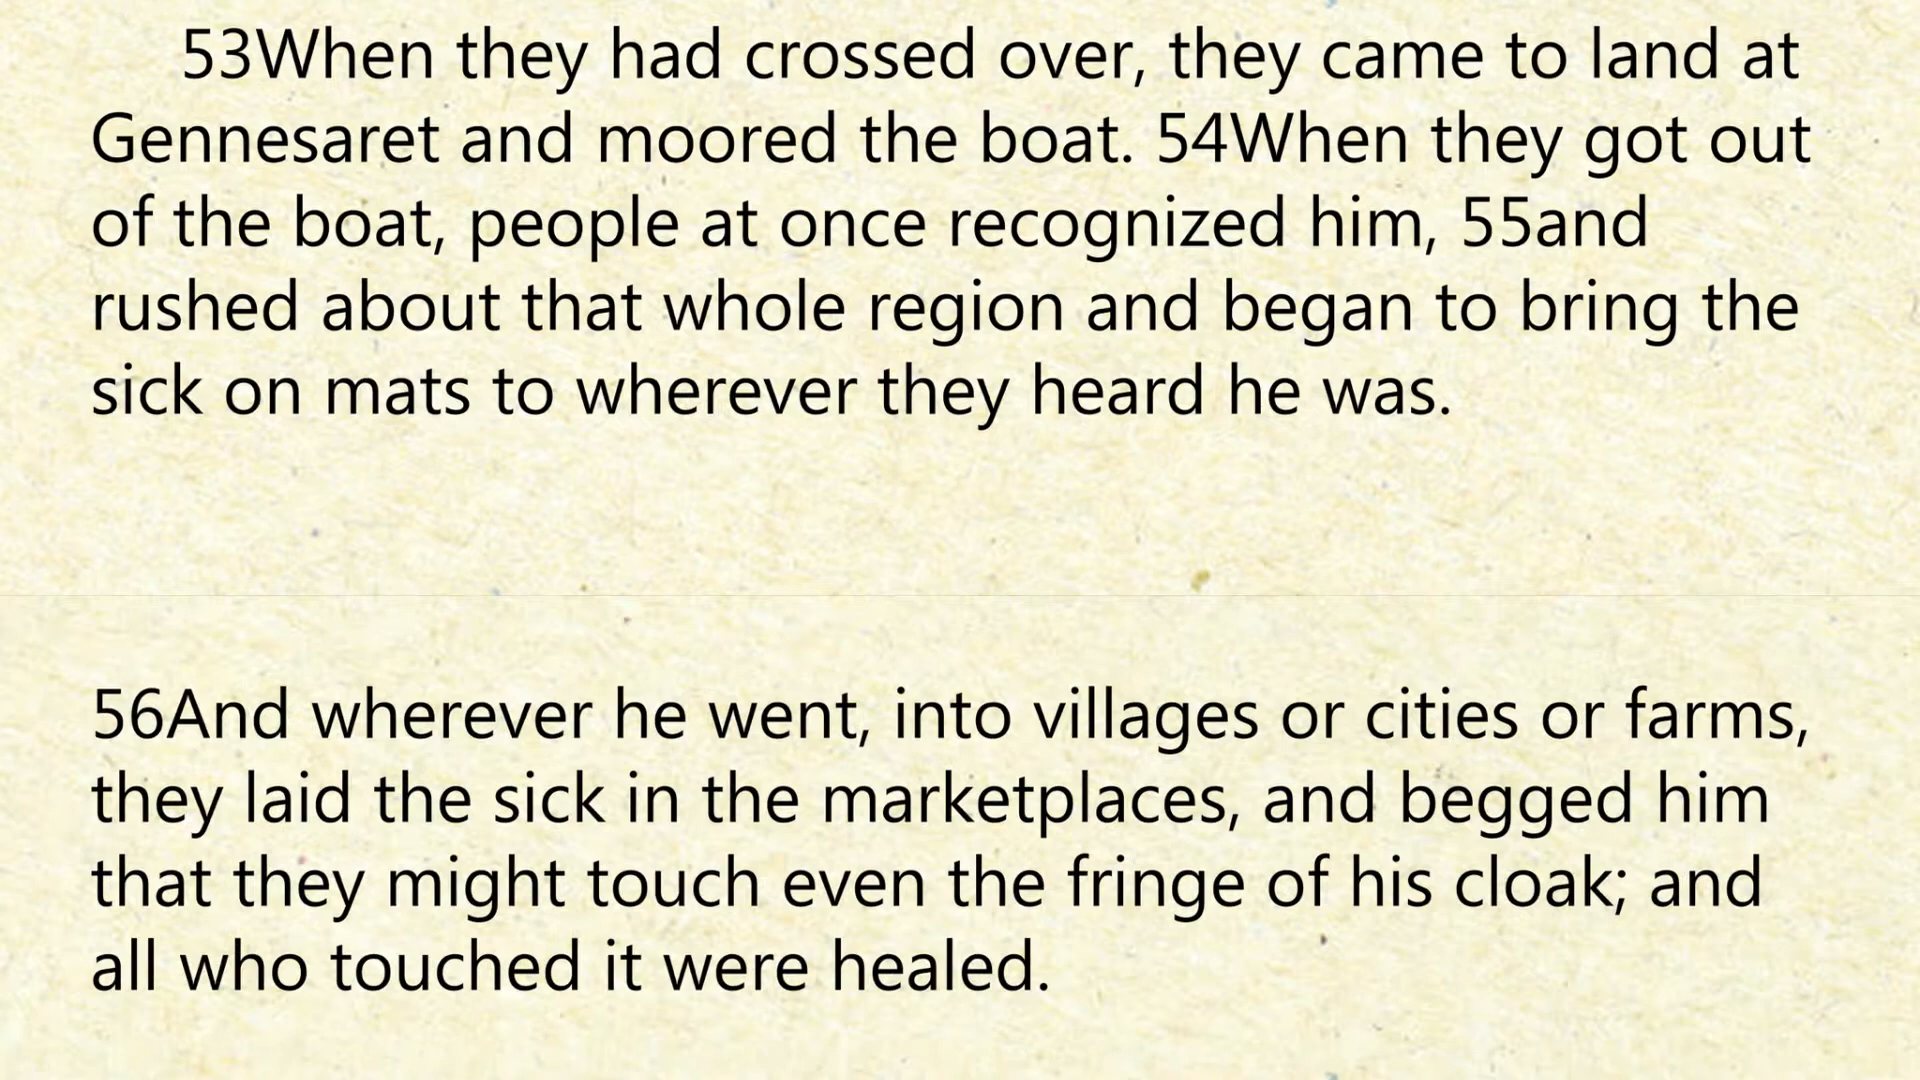 53When they had crossed over, they came to land at
Gennesaret and moored the boat. 54When they got out
of the boat, people at once recognized him, 55and
rushed about that whole region and began to bring the
sick on mats to wherever they heard he was.
56And wherever he went, into villages or cities or farms,
they laid the sick in the marketplaces, and begged him
that they might touch even the fringe of his cloak; and
all who touched it were healed.